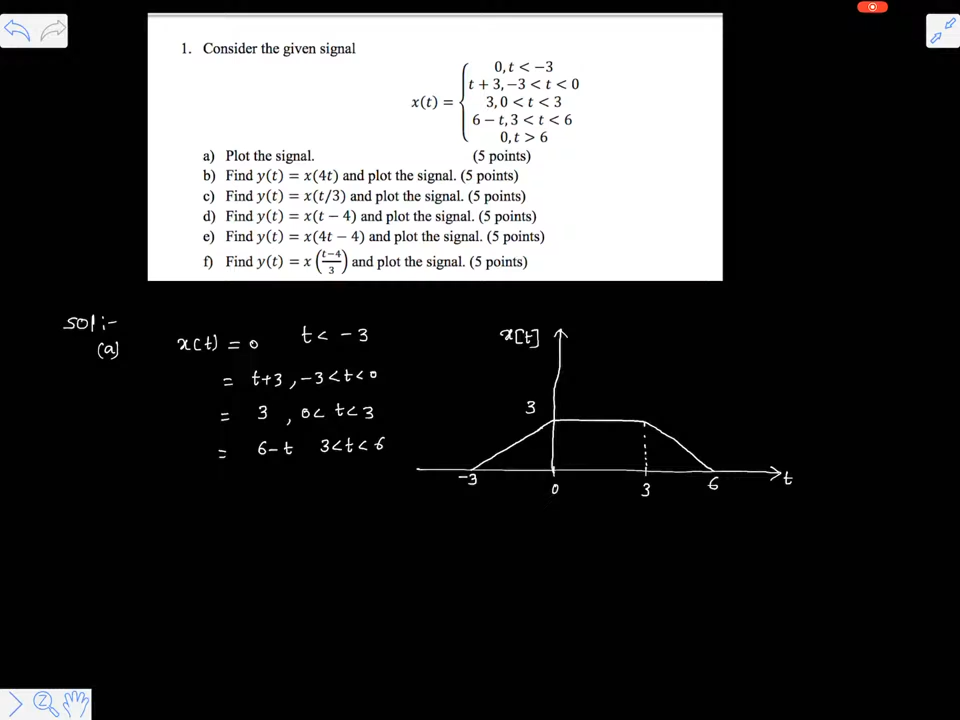 1. Consider the given signal
x(t) = { 0, t < −3
t + 3, −3 < t < 0
3, 0 < t < 3
6 − t, 3 < t < 6
0, t > 6
a) Plot the signal. (5 points)
b) Find y(t) = x(4t) and plot the signal. (5 points)
c) Find y(t) = x(t/3) and plot the signal. (5 points)
d) Find y(t) = x(t − 4) and plot the signal. (5 points)
e) Find y(t) = x(4t − 4) and plot the signal. (5 points)
f) Find y(t) = x((t−4)/3) and plot the signal. (5 points)
Sol :-
(a)
x(t) = 0 t < -3
= t+3 , -3<t<0
= 3 , 0< t<3
= 6-t 3<t<6
x[t]
3
-3 0 3 6 t